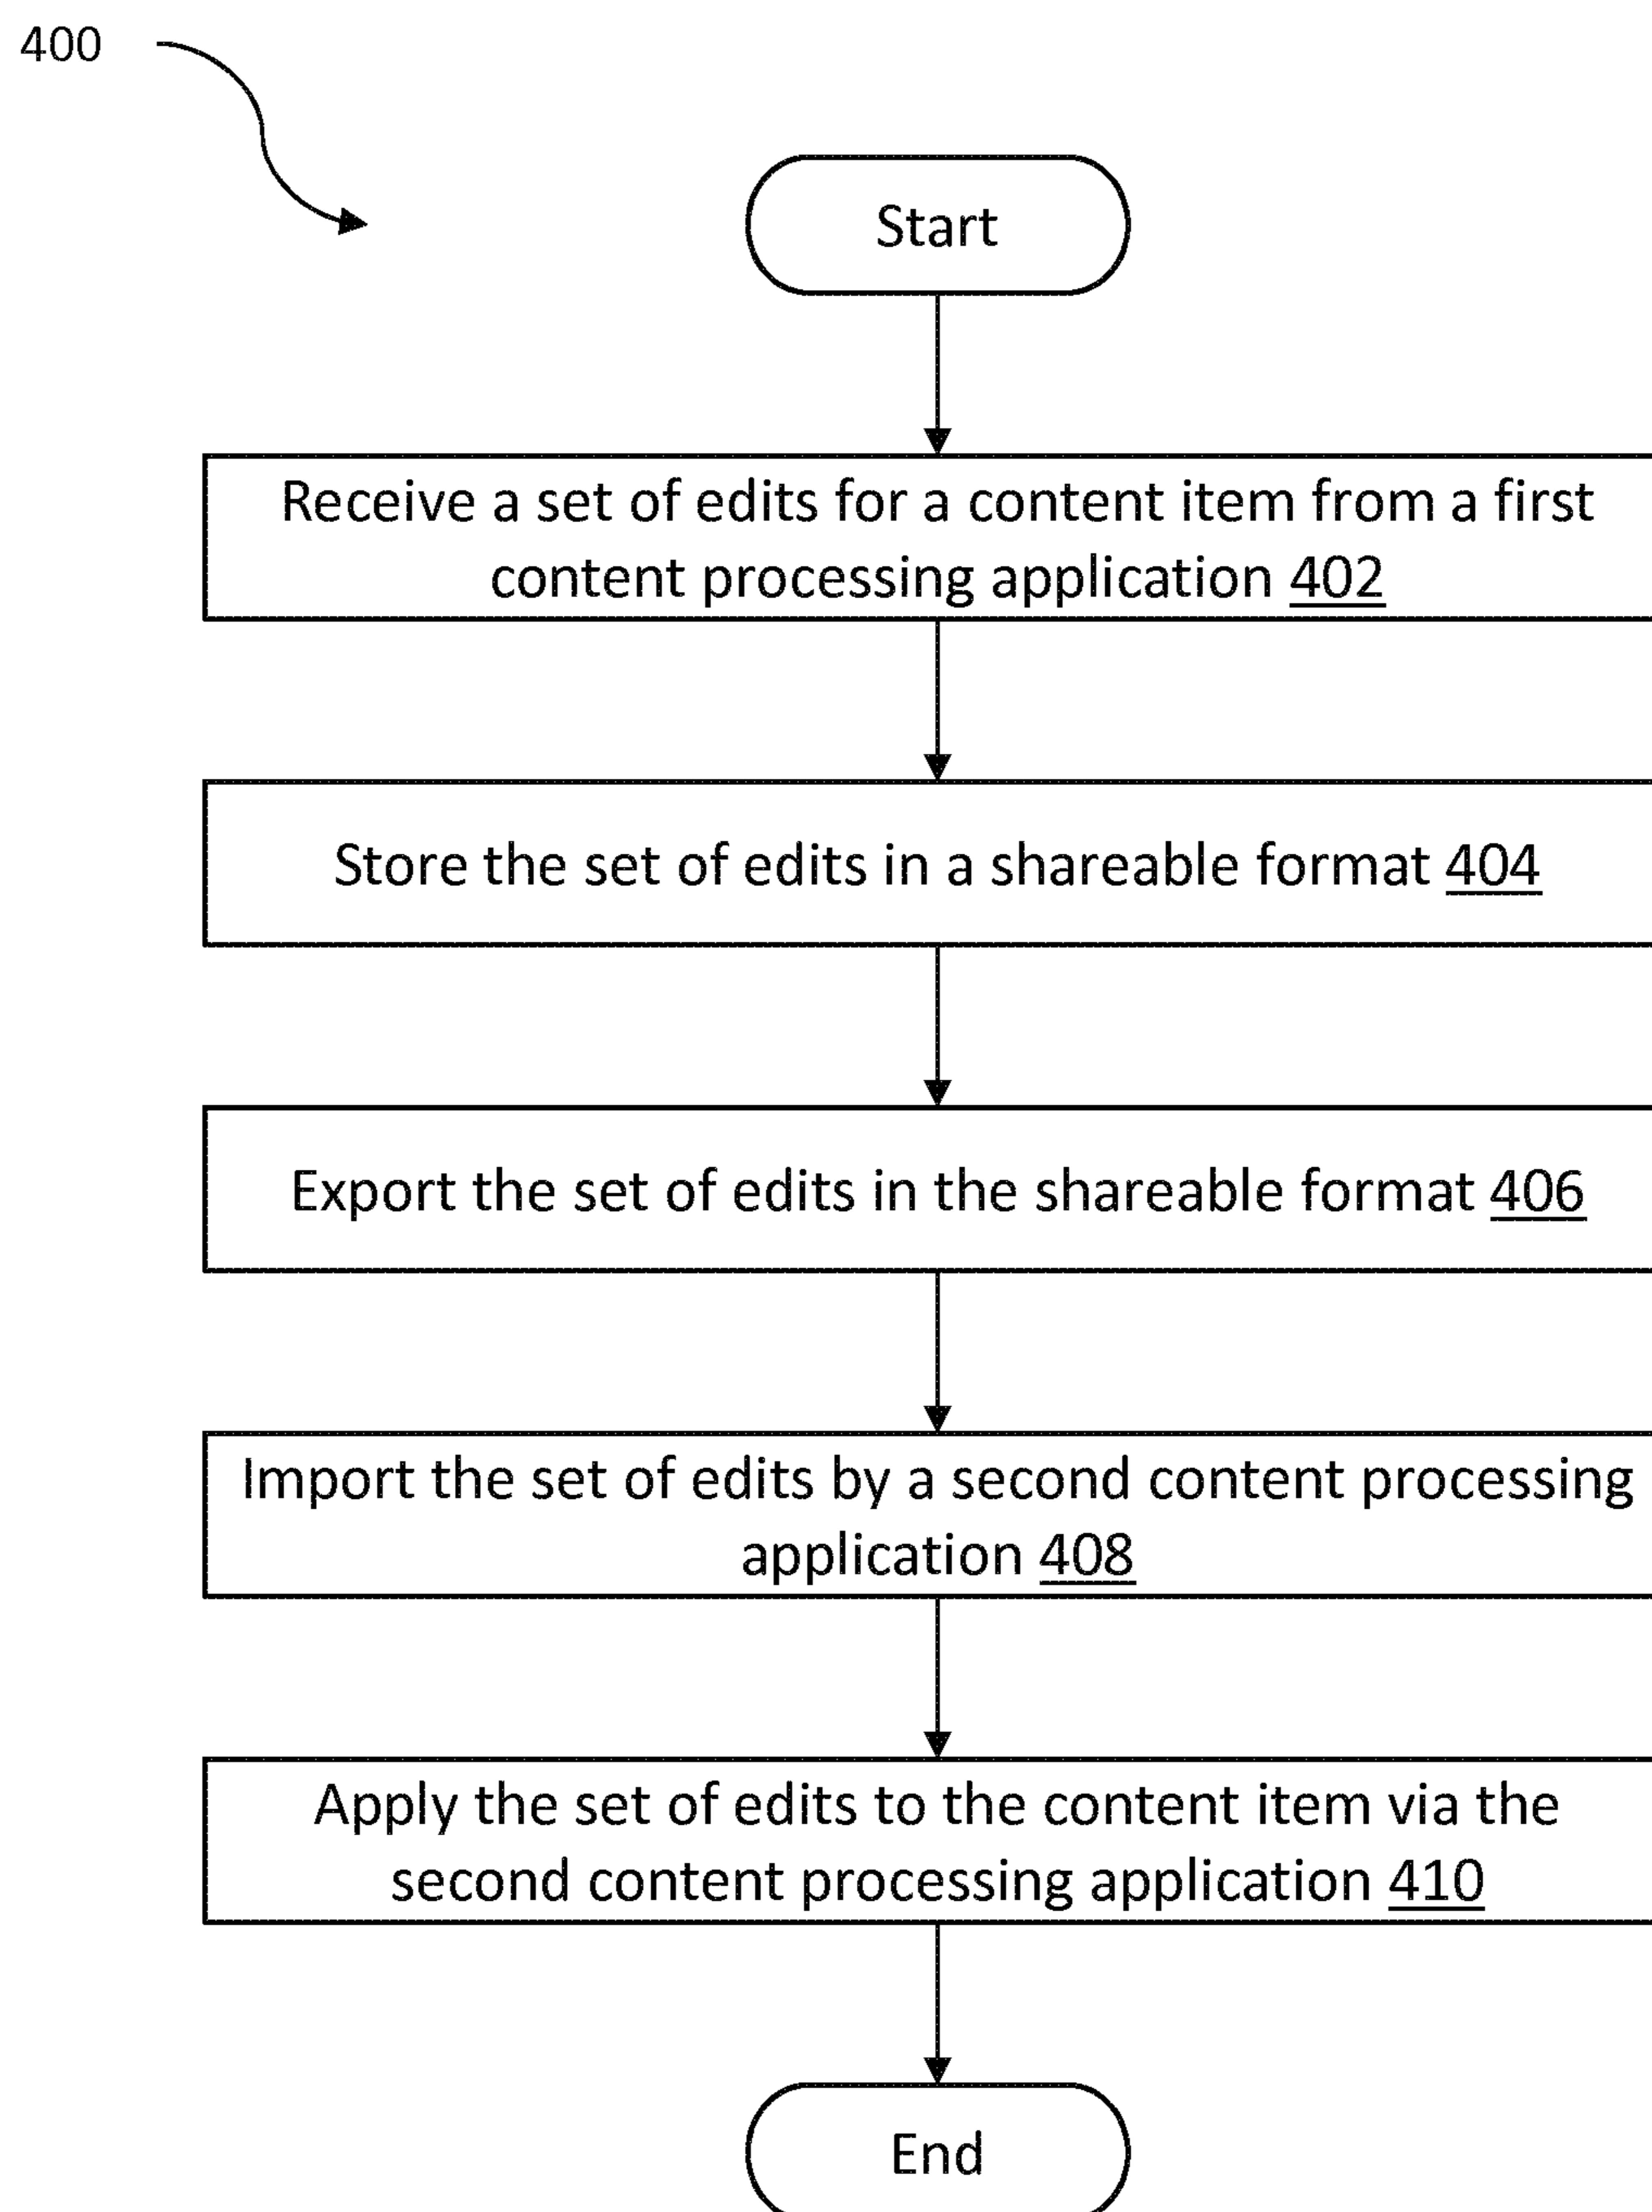 400
Start
Receive a set of edits for a content item from a first
content processing application 402
Store the set of edits in a shareable format 404
Export the set of edits in the shareable format 406
Import the set of edits by a second content processing
application 408
Apply the set of edits to the content item via the
second content processing application 410
End